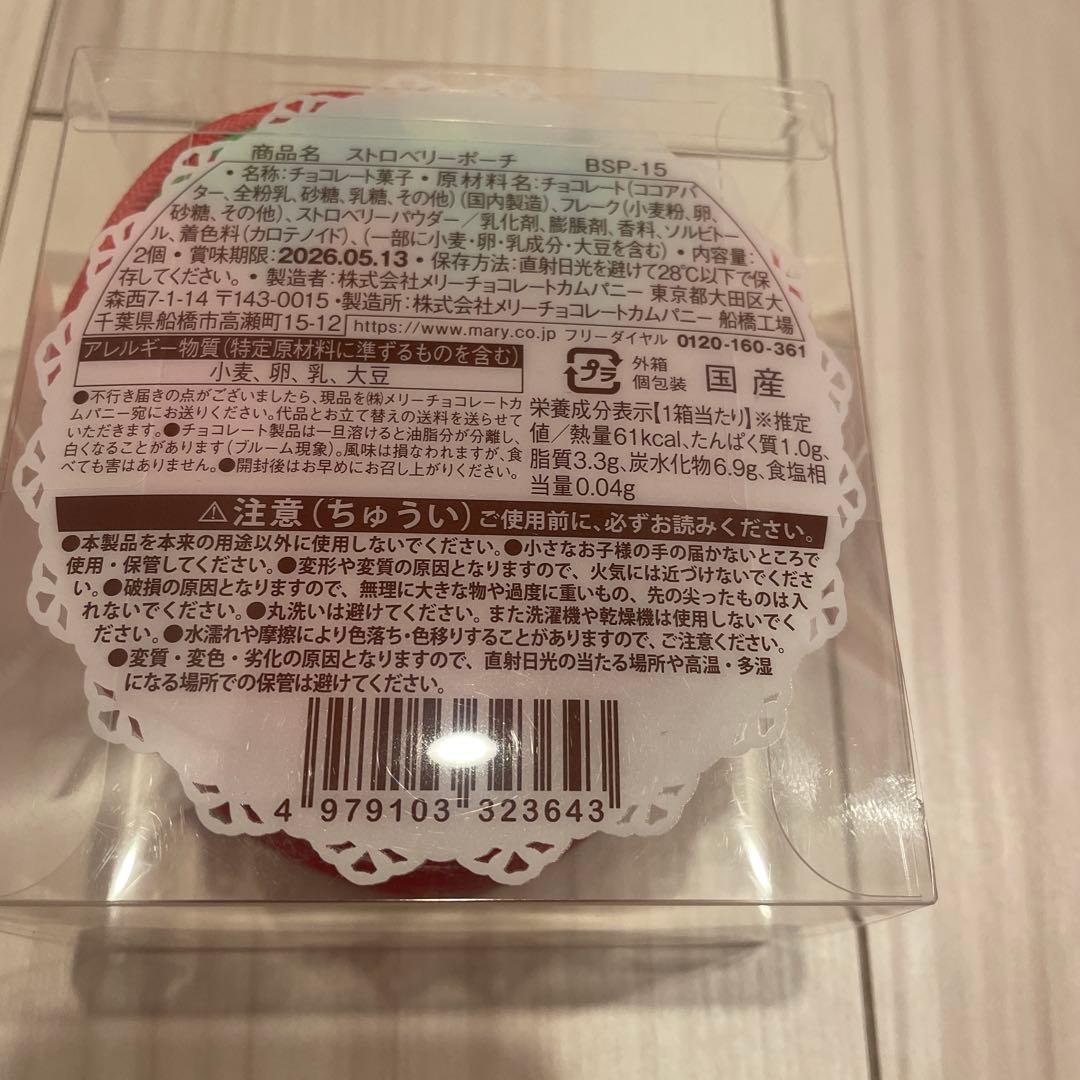 商品名 ストロベリーポーチ BSP-15
・名称:チョコレート菓子・原材料名:チョコレート(ココアバ
ター、全粉乳、砂糖、乳糖、その他)(国内製造)、フレーク(小麦粉、卵、
砂糖、その他)、ストロベリーパウダー/乳化剤、膨脹剤、香料、ソルビトー
ル、着色料(カロテノイド)、(一部に小麦・卵・乳成分・大豆を含む)・内容量:
2個・賞味期限:2026.05.13・保存方法:直射日光を避けて28℃以下で保
存してください。・製造者:株式会社メリーチョコレートカムパニー 東京都大田区大
森西7-1-14 〒143-0015・製造所:株式会社メリーチョコレートカムパニー 船橋工場
千葉県船橋市高瀬町15-12 https://www.mary.co.jp フリーダイヤル 0120-160-361
アレルギー物質(特定原材料に準ずるものを含む)
小麦、卵、乳、大豆
●不行き届きの点がございましたら、現品を㈱メリーチョコレートカ
ムパニー宛にお送りください。代品とお立て替えの送料を送らせて
いただきます。●チョコレート製品は一旦溶けると油脂分が分離し、
白くなることがあります(ブルーム現象)。風味は損なわれますが、食
べても害はありません。●開封後はお早めにお召し上がりください。
プラ 外箱
個包装 国産
栄養成分表示【1箱当たり】※推定
値/熱量61kcal、たんぱく質1.0g、
脂質3.3g、炭水化物6.9g、食塩相
当量0.04g
⚠注意(ちゅうい)ご使用前に、必ずお読みください。
●本製品を本来の用途以外に使用しないでください。●小さなお子様の手の届かないところで
使用・保管してください。●変形や変質の原因となりますので、火気には近づけないでくださ
い。●破損の原因となりますので、無理に大きな物や過度に重いもの、先の尖ったものは入
れないでください。●丸洗いは避けてください。また洗濯機や乾燥機は使用しないでく
ださい。●水濡れや摩擦により色落ち・色移りすることがありますので、ご注意ください。
●変質・変色・劣化の原因となりますので、直射日光の当たる場所や高温・多湿
になる場所での保管は避けてください。
4 979103 323643